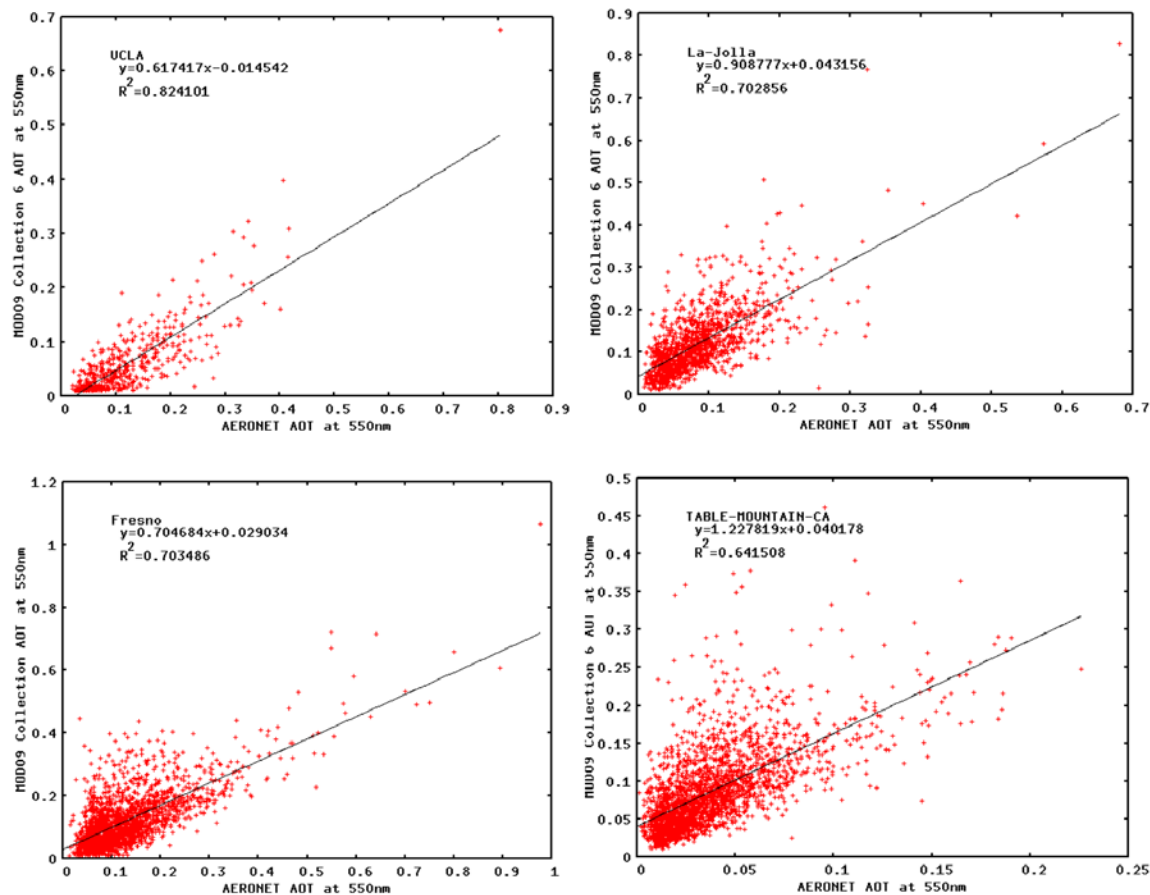 0.7
0.6
0.5
0.4
0.3
0.2
0.1
0
MOD09 Collection 6 AOT at 550nm
UCLA
y=0.617417x-0.014542
R²=0.824101
0 0.1 0.2 0.3 0.4 0.5 0.6 0.7 0.8 0.9
AERONET AOT at 550nm
0.9
0.8
0.7
0.6
0.5
0.4
0.3
0.2
0.1
0
MOD09 Collection 6 AOT at 550nm
La-Jolla
y=0.908777x+0.043156
R²=0.702856
0 0.1 0.2 0.3 0.4 0.5 0.6 0.7
AERONET AOT at 550nm
1.2
1
0.8
0.6
0.4
0.2
0
MOD09 Collection AOT at 550nm
Fresno
y=0.704684x+0.029034
R²=0.703486
0 0.1 0.2 0.3 0.4 0.5 0.6 0.7 0.8 0.9 1
AERONET AOT at 550nm
0.5
0.45
0.4
0.35
0.3
0.25
0.2
0.15
0.1
0.05
0
MOD09 Collection 6 AOT at 550nm
TABLE-MOUNTAIN-CA
y=1.227819x+0.040178
R²=0.641508
0 0.05 0.1 0.15 0.2 0.25
AERONET AOT at 550nm